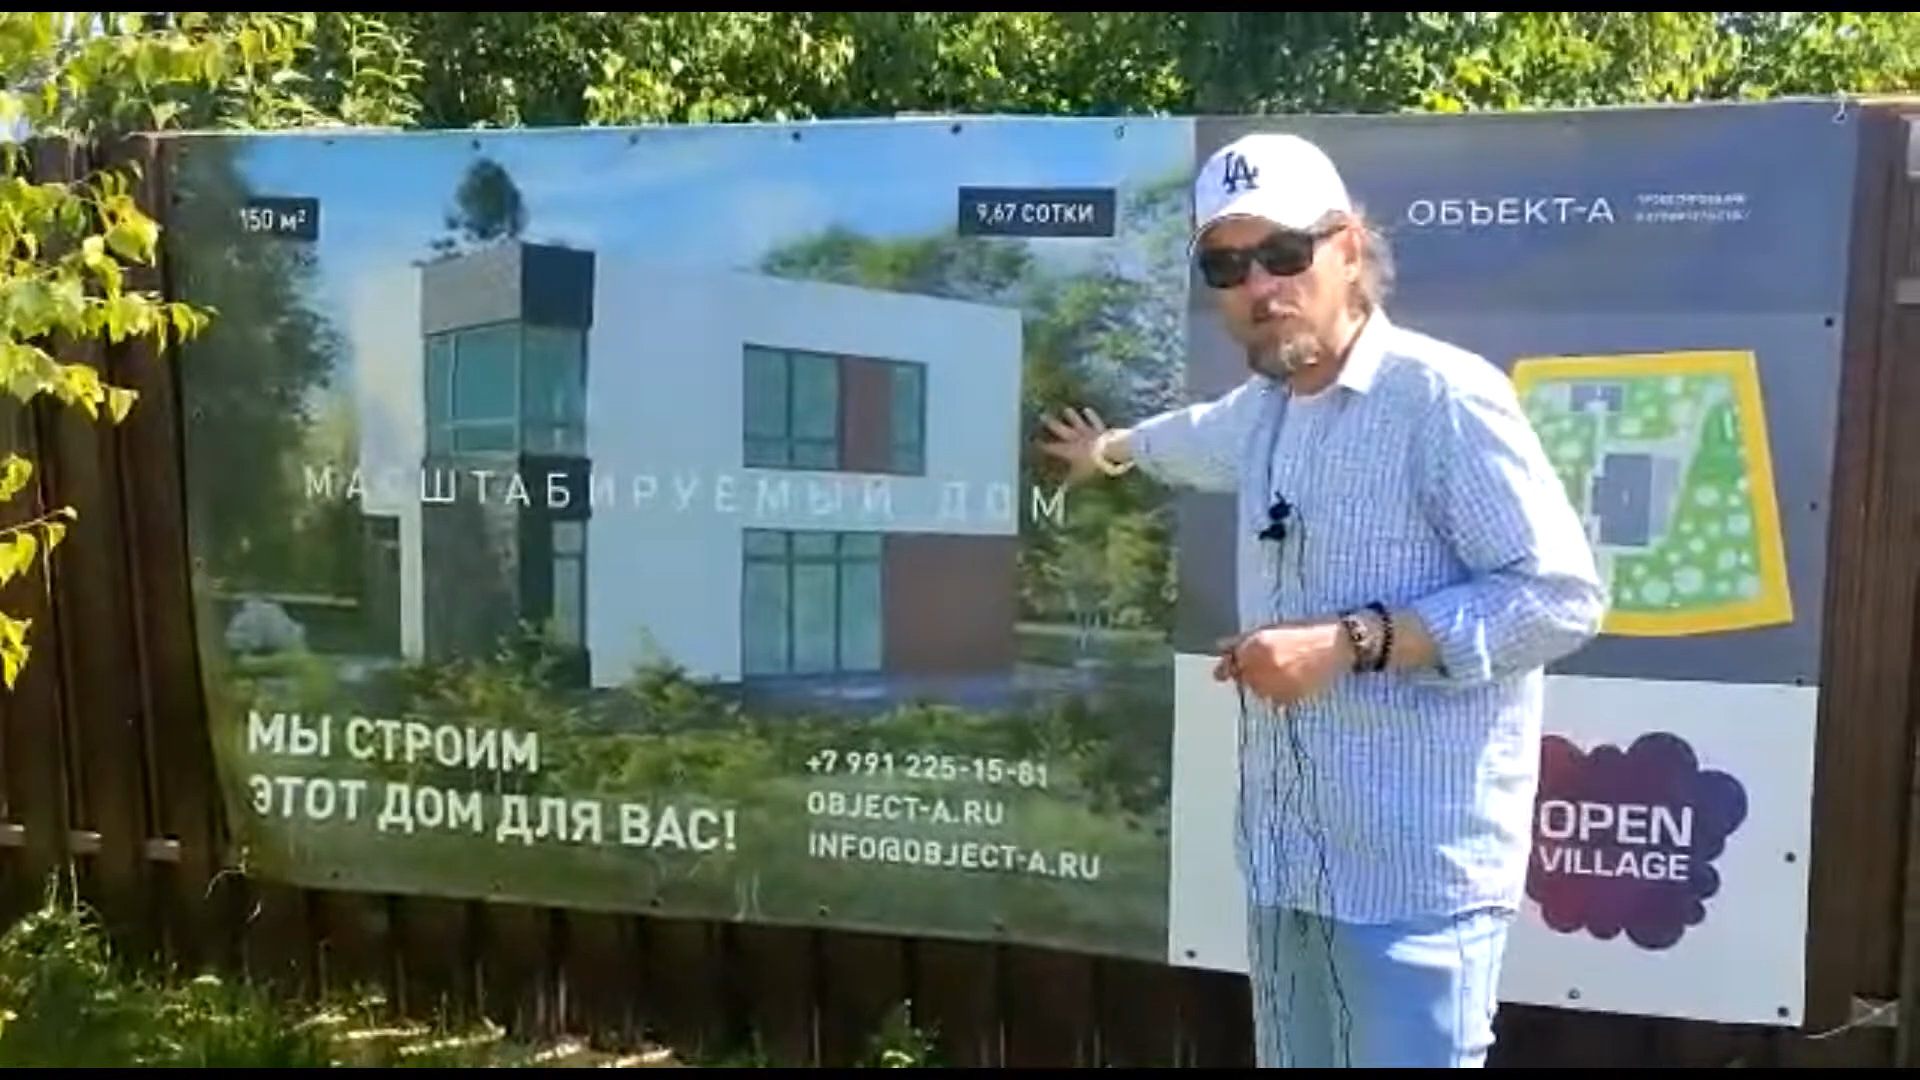 150 м²
9,67 СОТКИ
LA
ОБЪЕКТ-А
МАСШТАБИРУЕМЫЙ ДОМ
МЫ СТРОИМ
ЭТОТ ДОМ ДЛЯ ВАС!
+7 991 225-15-81
OBJECT-A.RU
INFO@OBJECT-A.RU
OPEN
VILLAGE